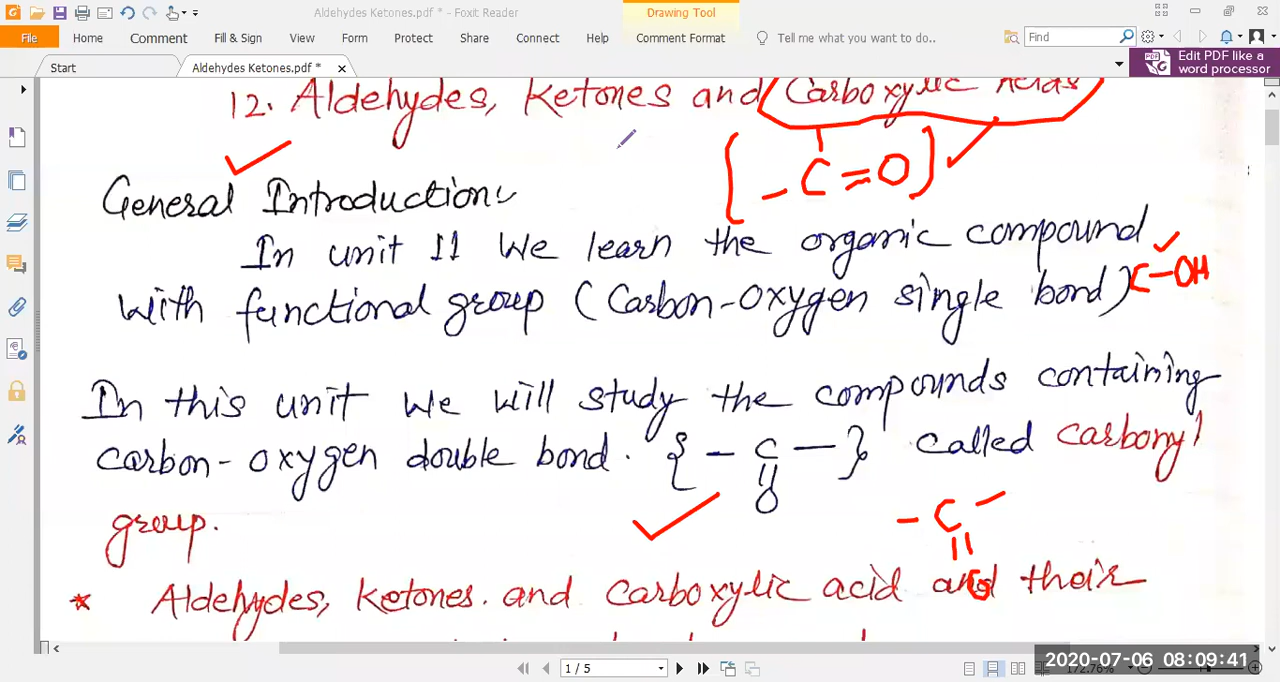 Aldehydes Ketones.pdf * - Foxit Reader
Drawing Tool
File Home Comment Fill & Sign View Form Protect Share Connect Help Comment Format Tell me what you want to do.. Find
Start Aldehydes Ketones.pdf * Edit PDF like a
word processor
12. Aldehydes, Ketones and Carboxylic Acids
[-C=O]
General Introduction:
In unit 11 we learn the organic compound
with functional group (Carbon-oxygen single bond) C-OH
In this unit we will study the compounds containing
carbon-oxygen double bond. {-C-} called carbonyl
O
group.
-C-
O
* Aldehydes, Ketones. and carboxylic acid and their
1 / 5
2020-07-06 08:09:41